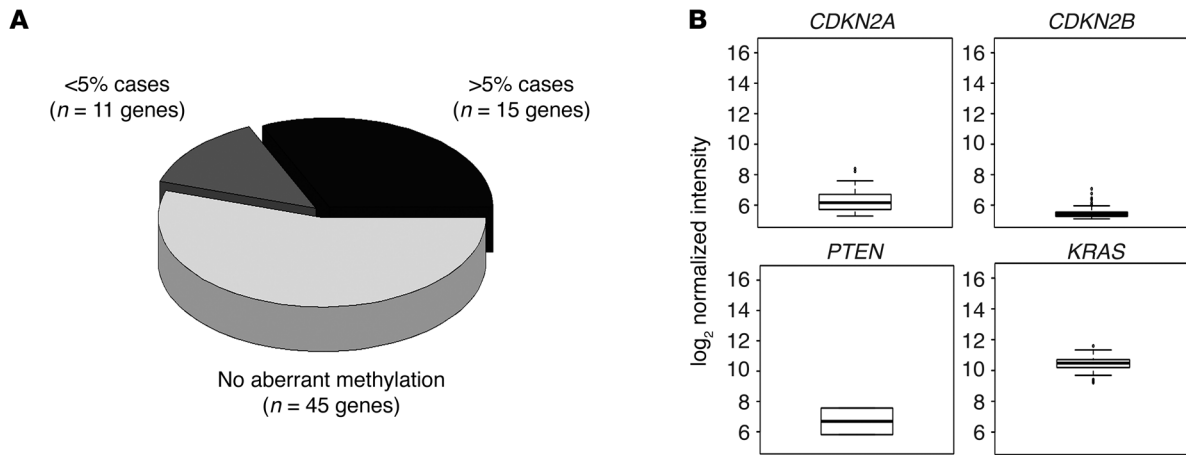 A
<5% cases
(n = 11 genes)
>5% cases
(n = 15 genes)
No aberrant methylation
(n = 45 genes)
B
log2 normalized intensity
CDKN2A
16
14
12
10
8
6
CDKN2B
16
14
12
10
8
6
PTEN
16
14
12
10
8
6
KRAS
16
14
12
10
8
6